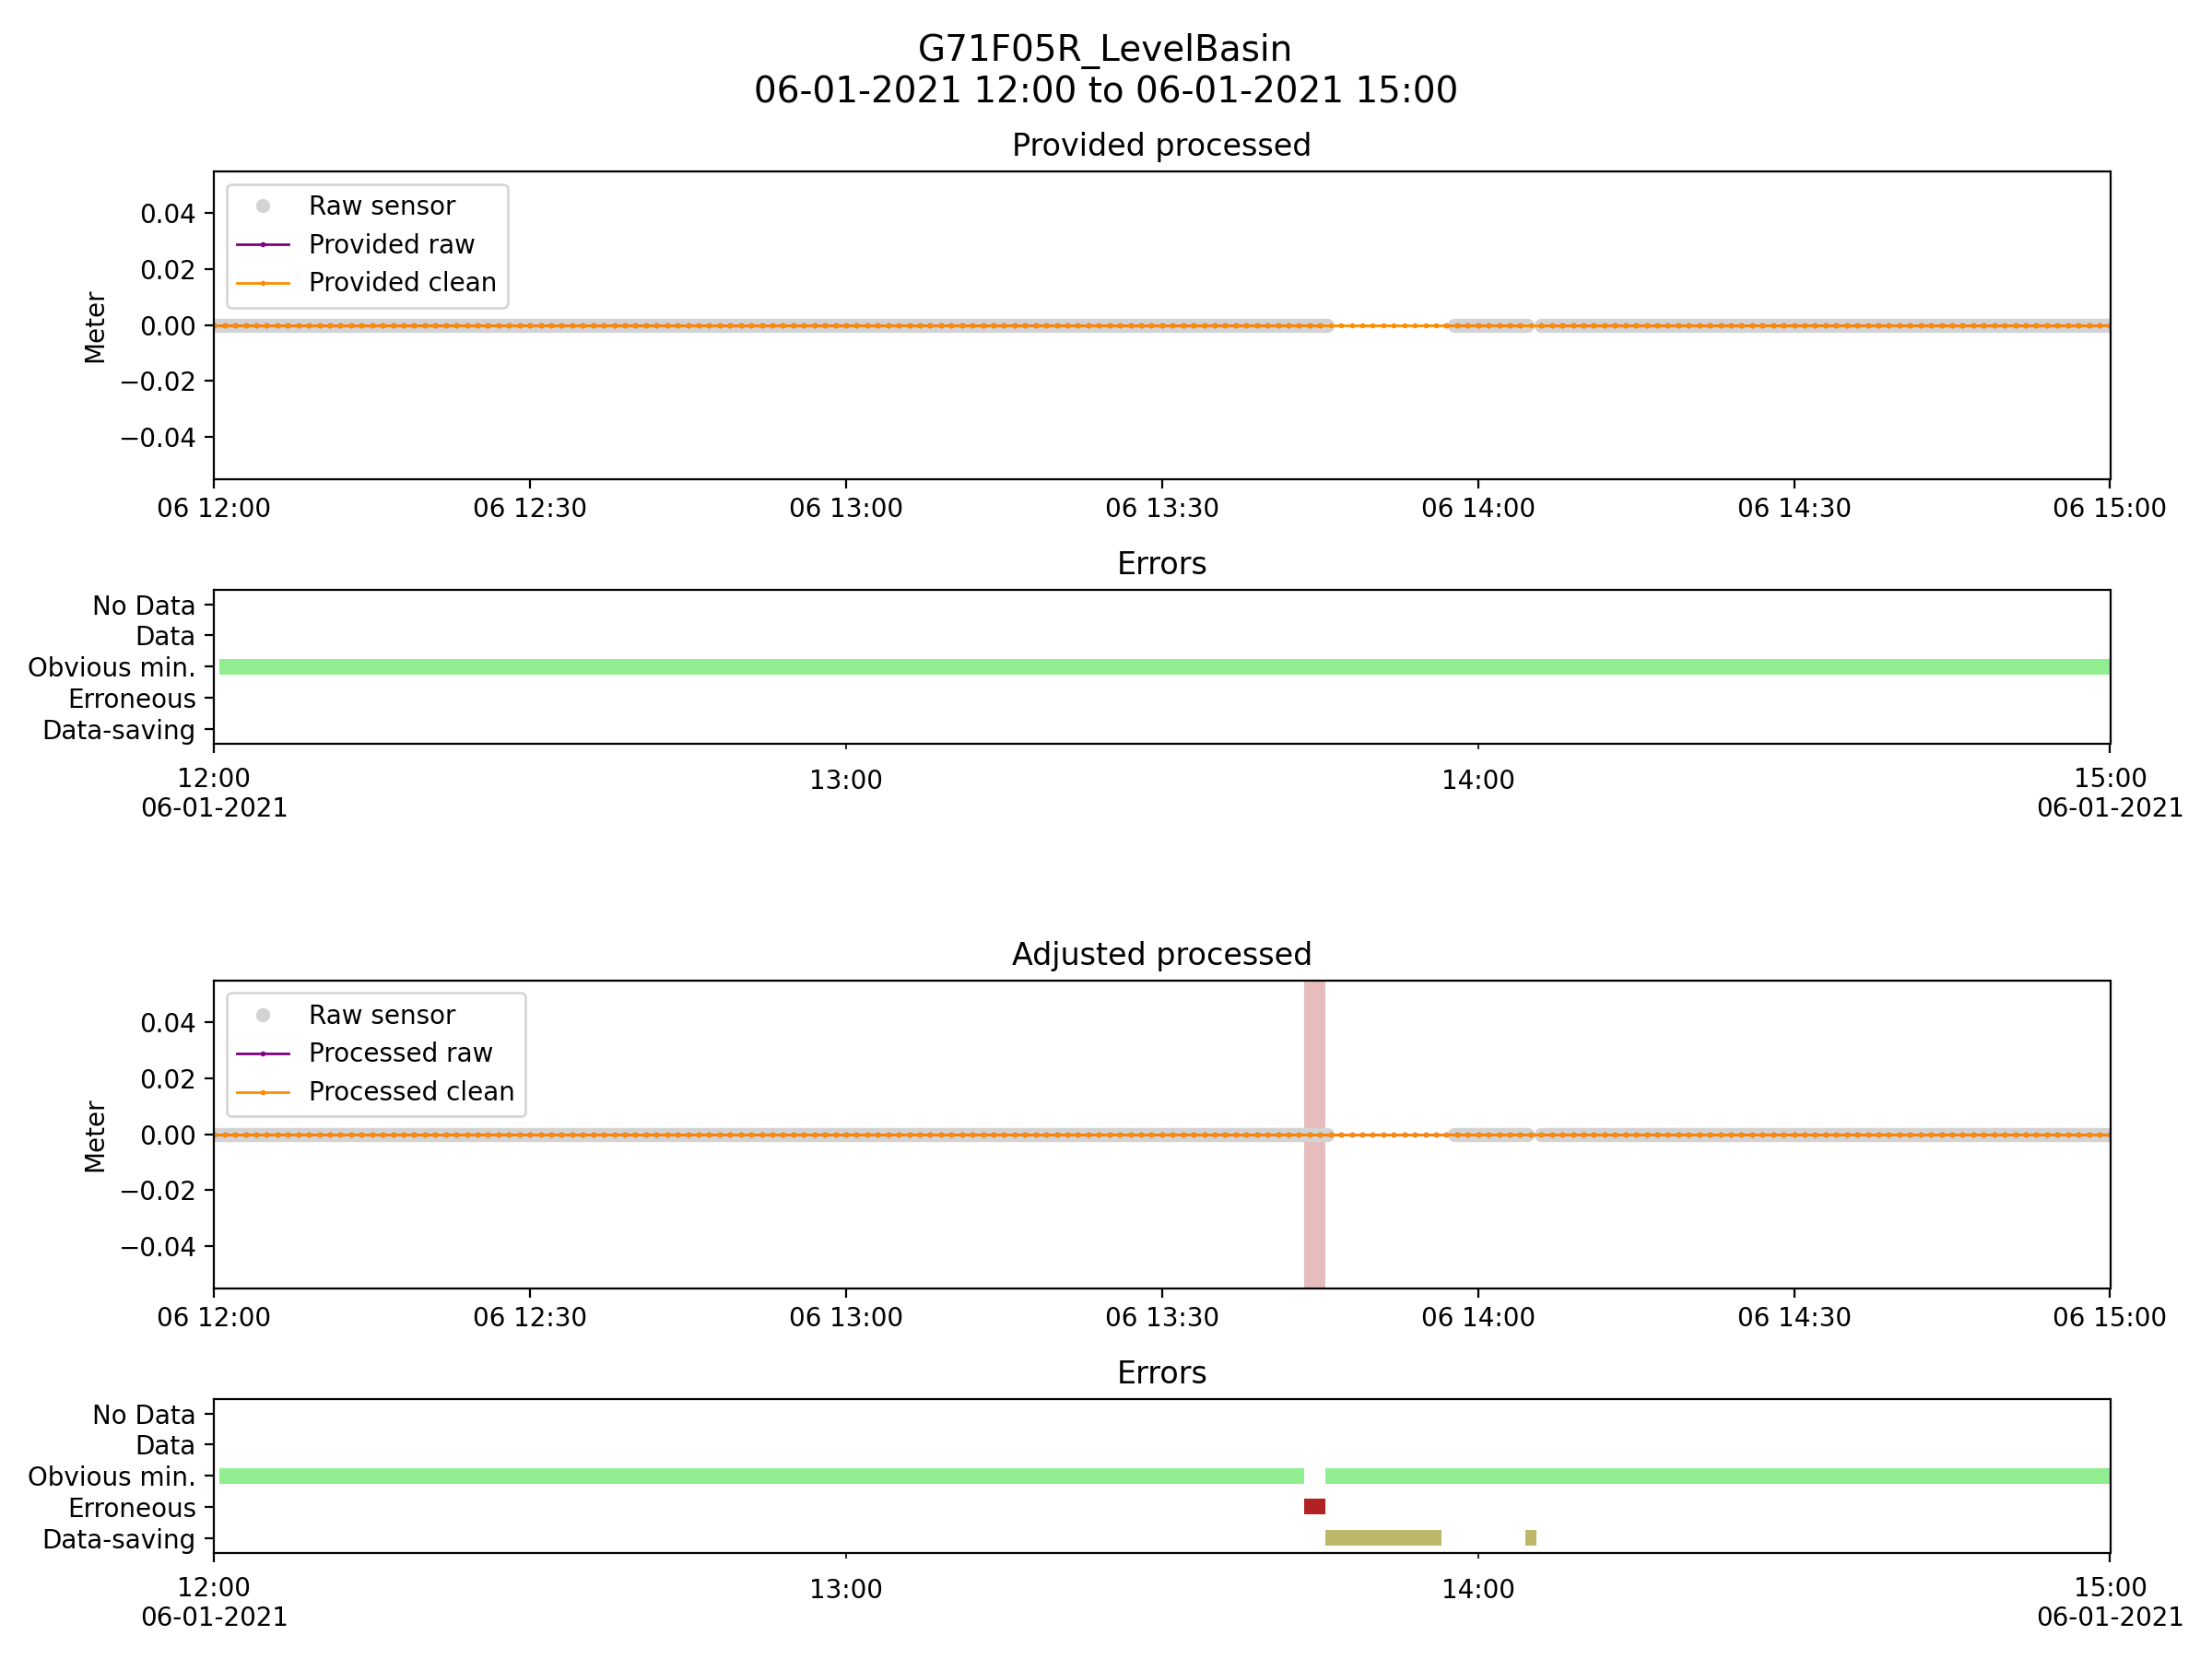 G71F05R_LevelBasin
06-01-2021 12:00 to 06-01-2021 15:00
Provided processed
Raw sensor
Provided raw
Provided clean
Meter
0.04
0.02
0.00
−0.02
−0.04
06 12:00 06 12:30 06 13:00 06 13:30 06 14:00 06 14:30 06 15:00
Errors
No Data
Data
Obvious min.
Erroneous
Data-saving
12:00 13:00 14:00 15:00
06-01-2021 06-01-2021
Adjusted processed
Raw sensor
Processed raw
Processed clean
Meter
0.04
0.02
0.00
−0.02
−0.04
06 12:00 06 12:30 06 13:00 06 13:30 06 14:00 06 14:30 06 15:00
Errors
No Data
Data
Obvious min.
Erroneous
Data-saving
12:00 13:00 14:00 15:00
06-01-2021 06-01-2021